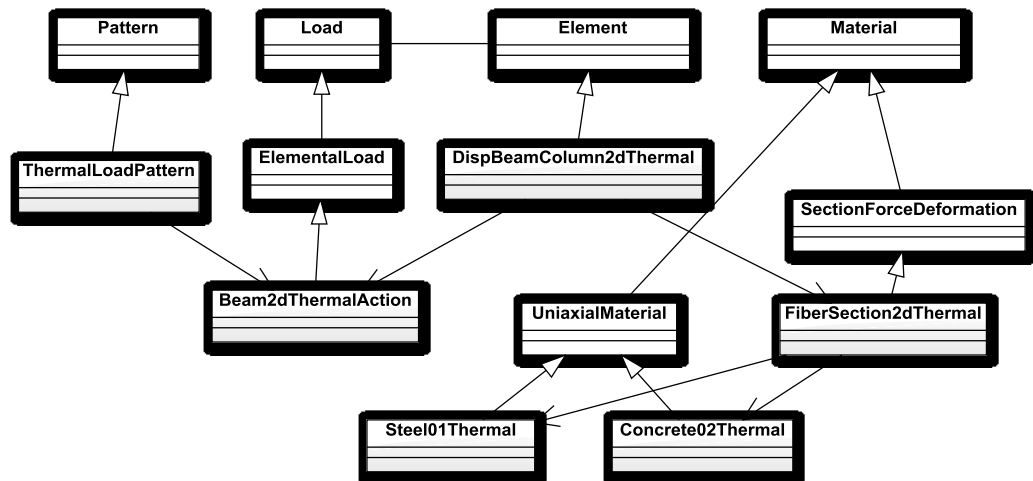 Pattern
Load
Element
Material
ThermalLoadPattern
ElementalLoad
DispBeamColumn2dThermal
SectionForceDeformation
Beam2dThermalAction
UniaxialMaterial
FiberSection2dThermal
Steel01Thermal
Concrete02Thermal